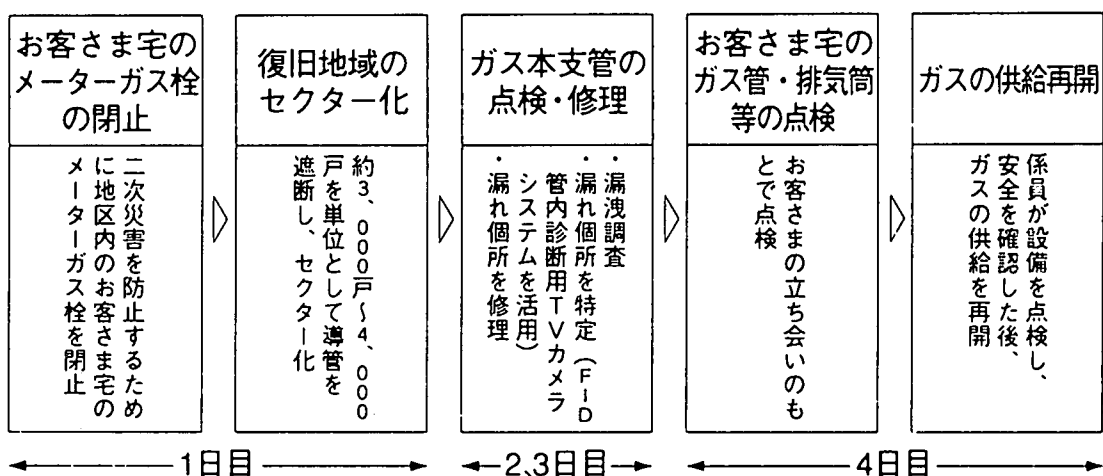 お客さま宅の
メーターガス栓
の閉止
二次災害を防止するため
に地区内のお客さま宅の
メーターガス栓を閉止
復旧地域の
セクター化
約3,000戸〜4,000
戸を単位として導管を
遮断し、セクター化
ガス本支管の
点検・修理
・漏洩調査
・漏れ個所を特定(FID
管内診断用TVカメラ
システムを活用)
・漏れ個所を修理
お客さま宅の
ガス管・排気筒
等の点検
お客さまの立ち会いのも
とで点検
ガスの供給再開
係員が設備を点検し、
安全を確認した後、
ガスの供給を再開
1日目
2、3日目
4日目